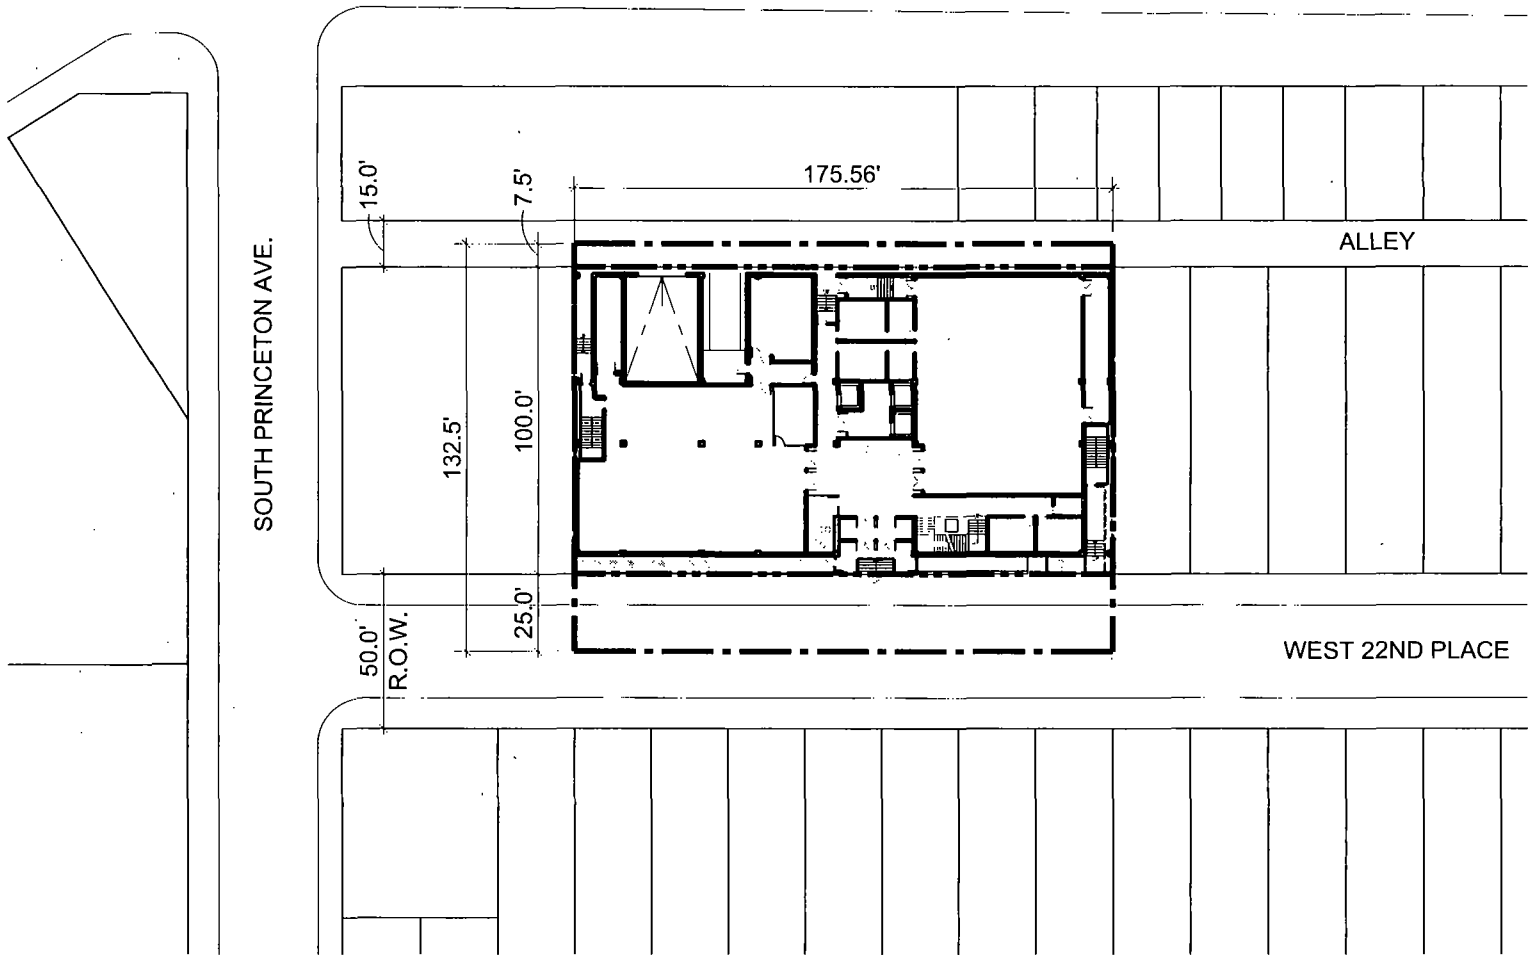 175.56'
15.0'
7.5'
ALLEY
SOUTH PRINCETON AVE.
132.5'
100.0'
25.0'
50.0'
R.O.W.
WEST 22ND PLACE